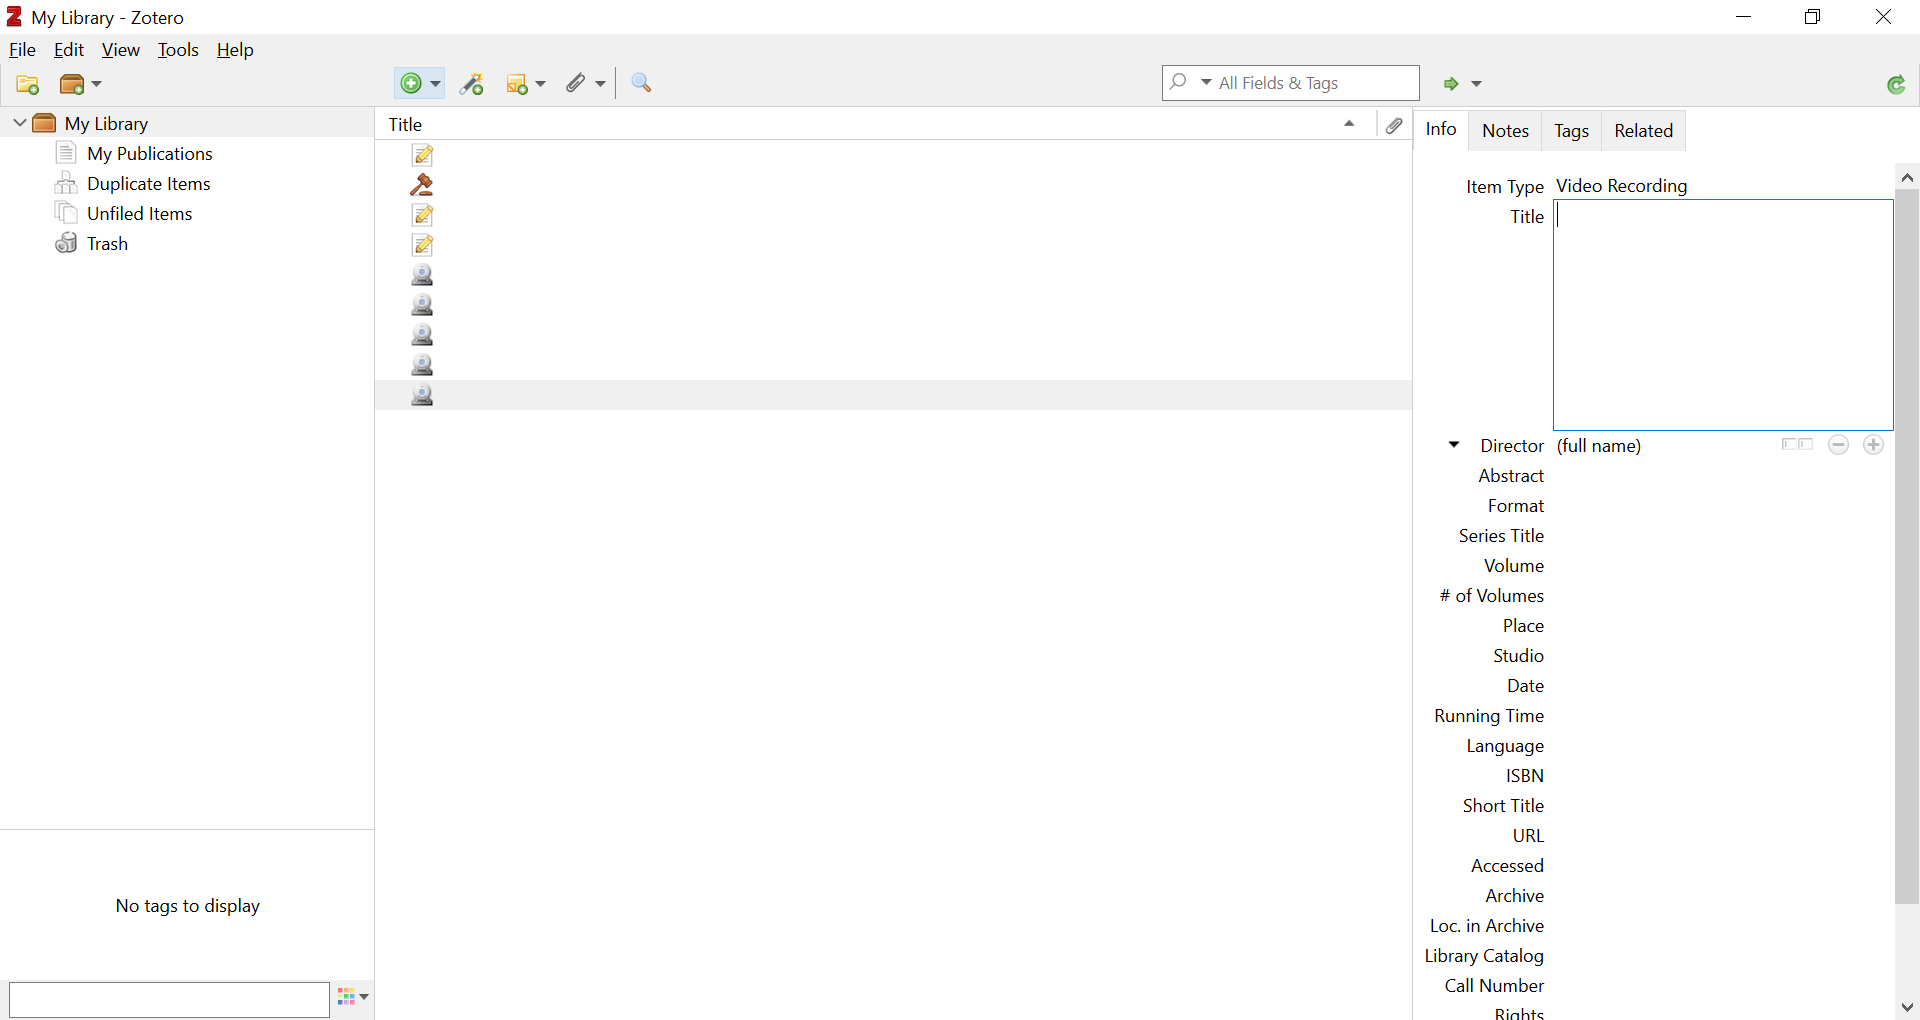 My Library - Zotero
File Edit View Tools Help
All Fields & Tags
My Library
My Publications
Duplicate Items
Unfiled Items
Trash
No tags to display
Title
Info Notes Tags Related
Item Type Video Recording
Title
Director (full name)
Abstract
Format
Series Title
Volume
# of Volumes
Place
Studio
Date
Running Time
Language
ISBN
Short Title
URL
Accessed
Archive
Loc. in Archive
Library Catalog
Call Number
Rights